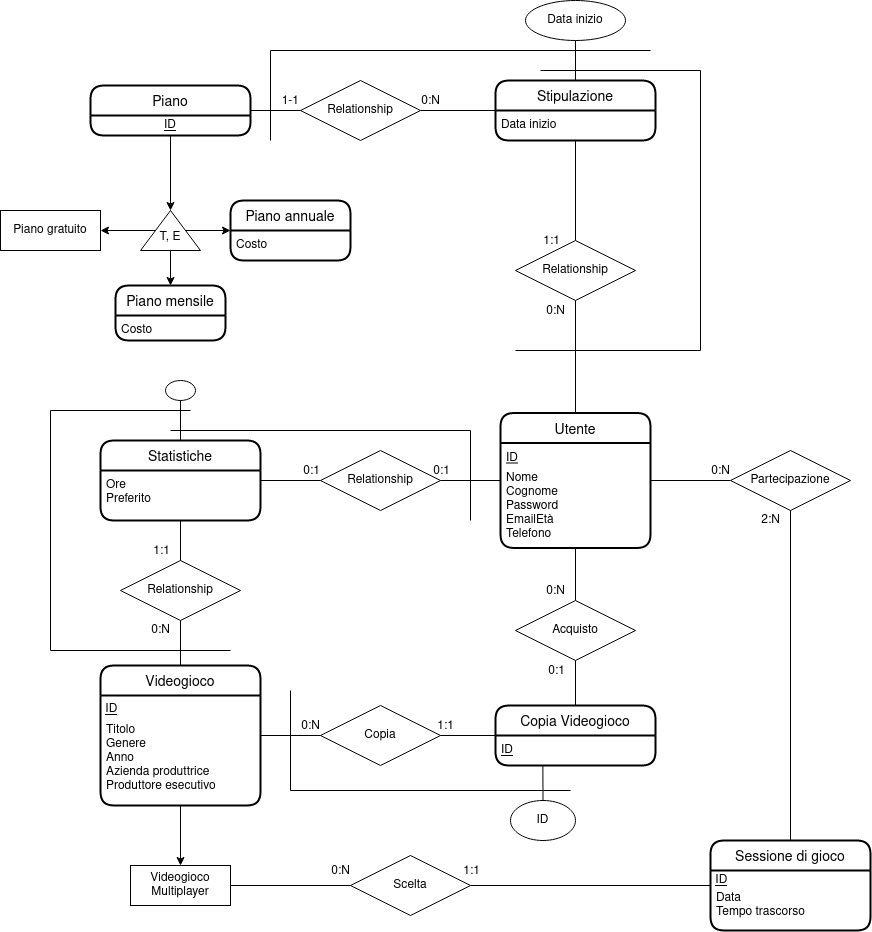 Data inizio
Piano
ID
1-1
Relationship
0:N
Stipulazione
Data inizio
Piano gratuito
T, E
Piano annuale
Costo
Piano mensile
Costo
1:1
Relationship
0:N
Statistiche
Ore
Preferito
0:1
Relationship
0:1
Utente
ID
Nome
Cognome
Password
EmailEtà
Telefono
0:N
Partecipazione
2:N
1:1
Relationship
0:N
0:N
Acquisto
0:1
Videogioco
ID
Titolo
Genere
Anno
Azienda produttrice
Produttore esecutivo
0:N
Copia
1:1
Copia Videogioco
ID
ID
Videogioco
Multiplayer
0:N
Scelta
1:1
Sessione di gioco
ID
Data
Tempo trascorso